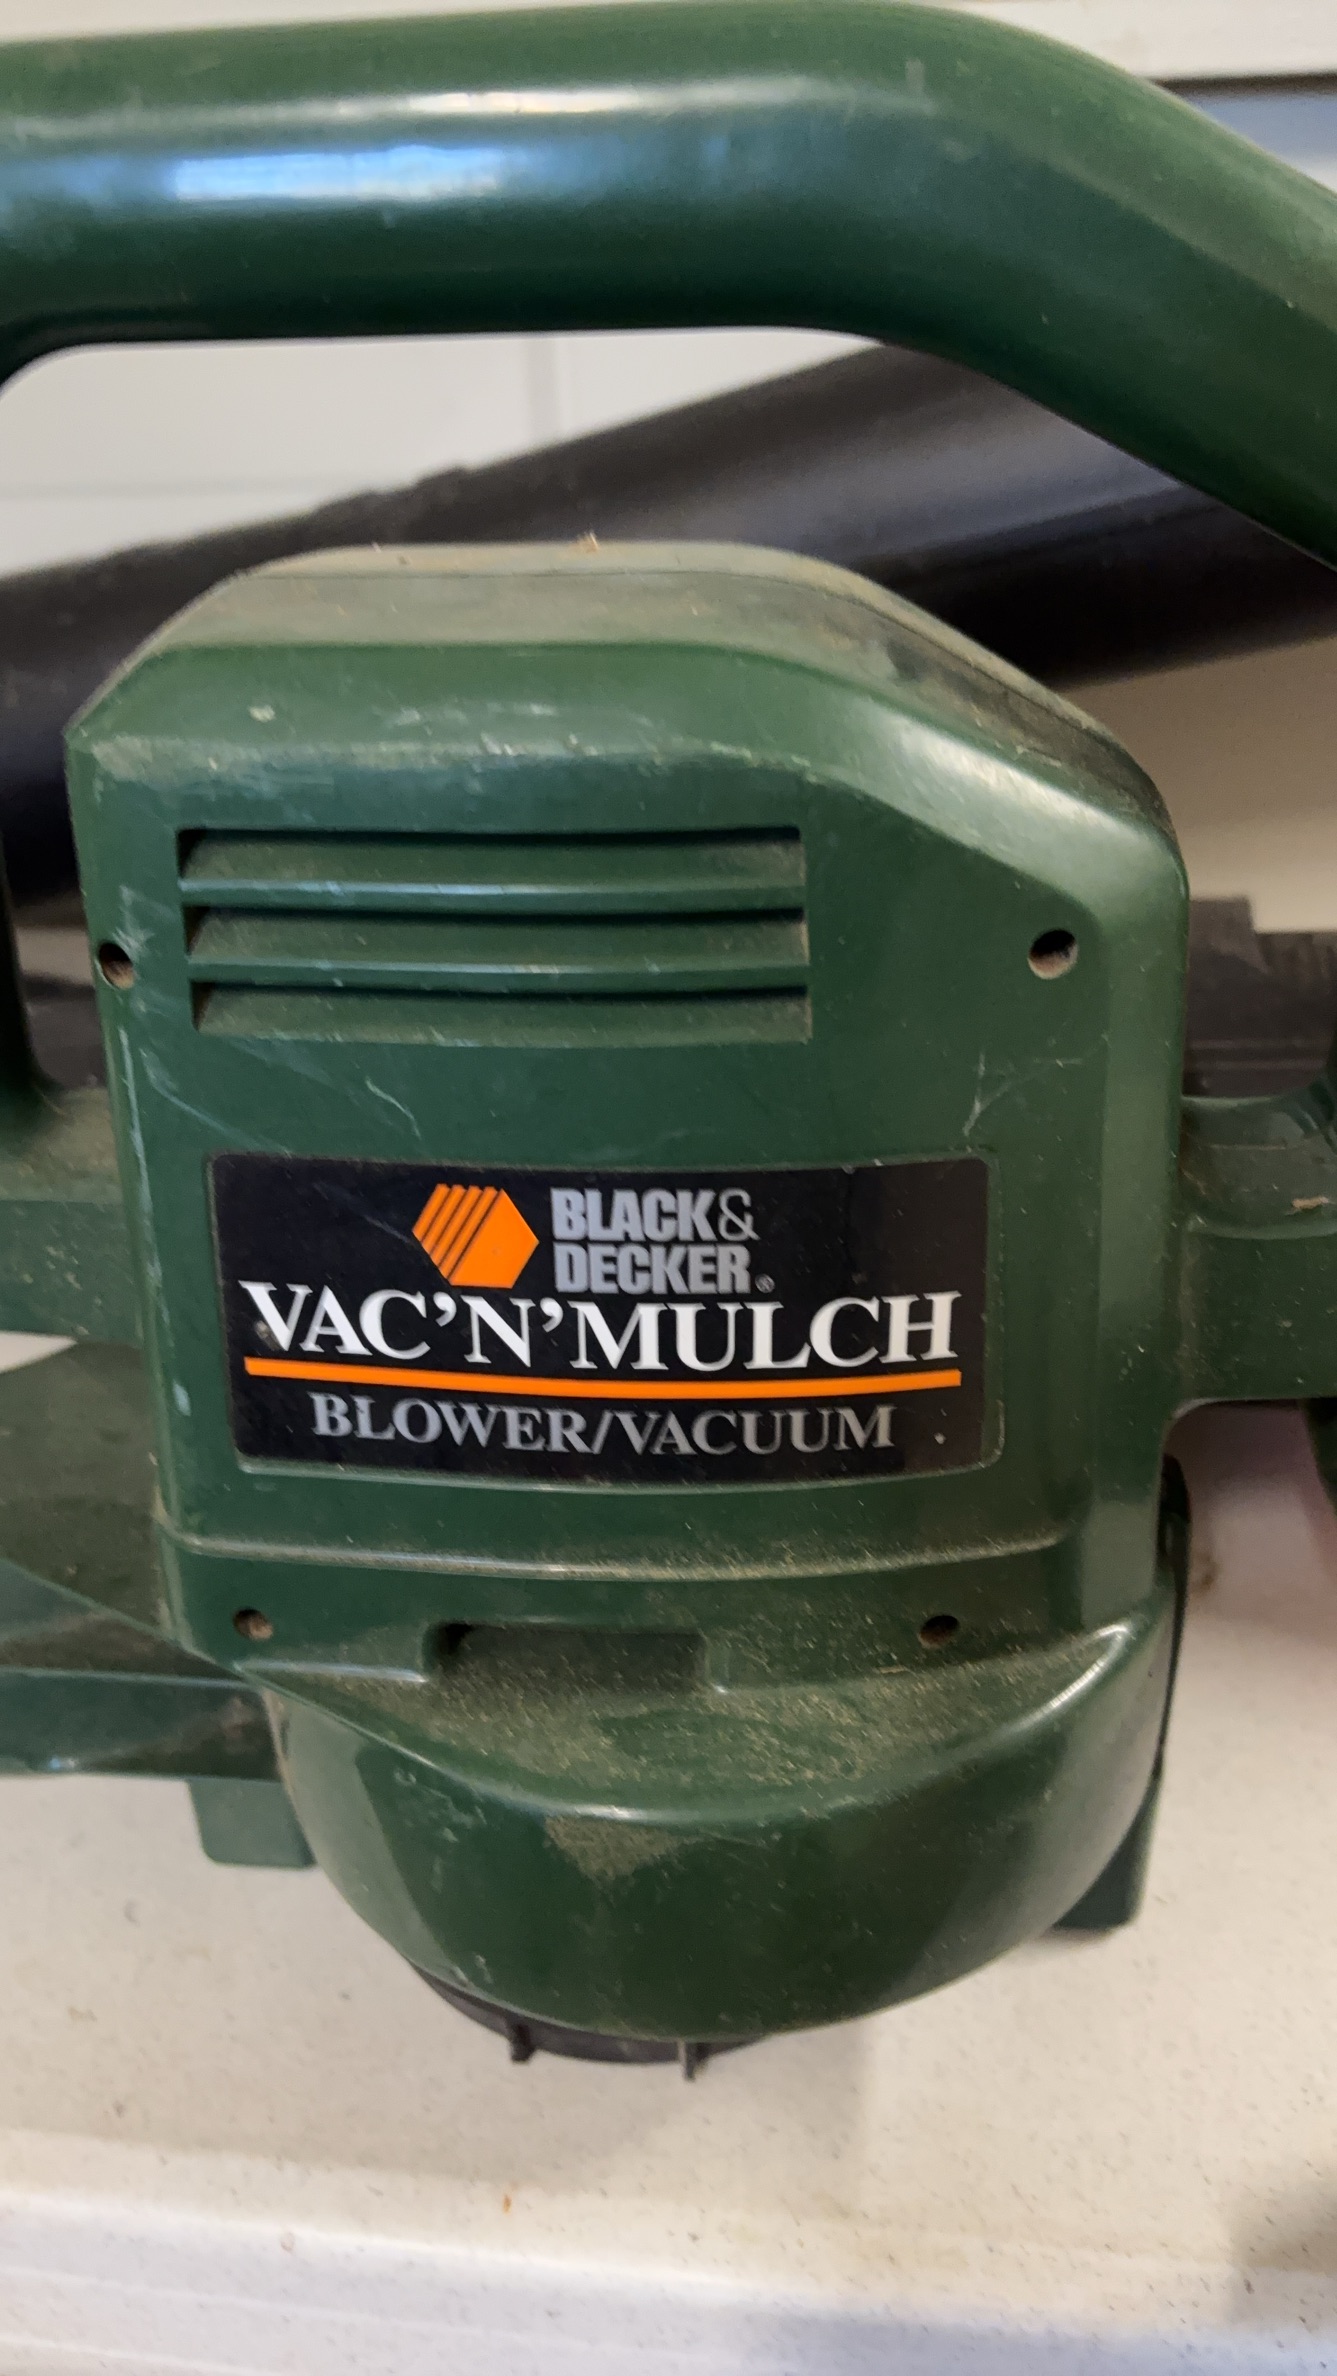 BLACK&
DECKER®
VAC'N'MULCH
BLOWER/VACUUM